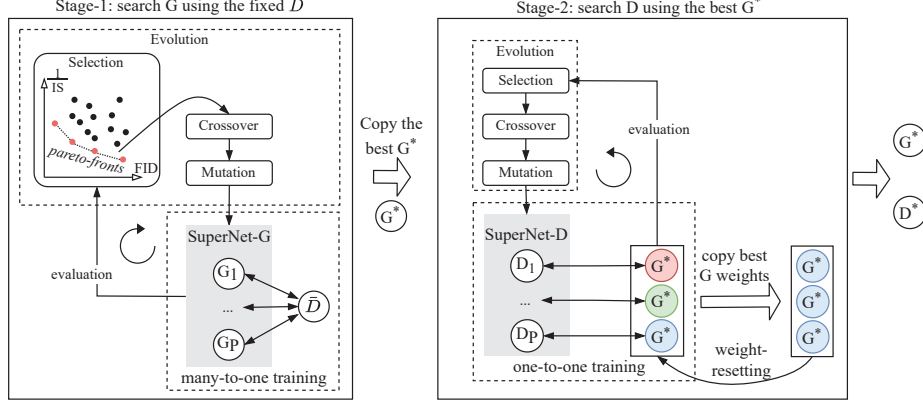 Stage-1: search G using the fixed D
Evolution
Selection
1
IS
pareto-fronts
FID
Crossover
Mutation
SuperNet-G
G1
...
GP
D̄
many-to-one training
evaluation
Copy the
best G*
G*
Stage-2: search D using the best G*
Evolution
Selection
Crossover
Mutation
evaluation
SuperNet-D
D1
...
DP
G*
G*
G*
one-to-one training
copy best
G weights
G*
G*
G*
weight-
resetting
G*
D*